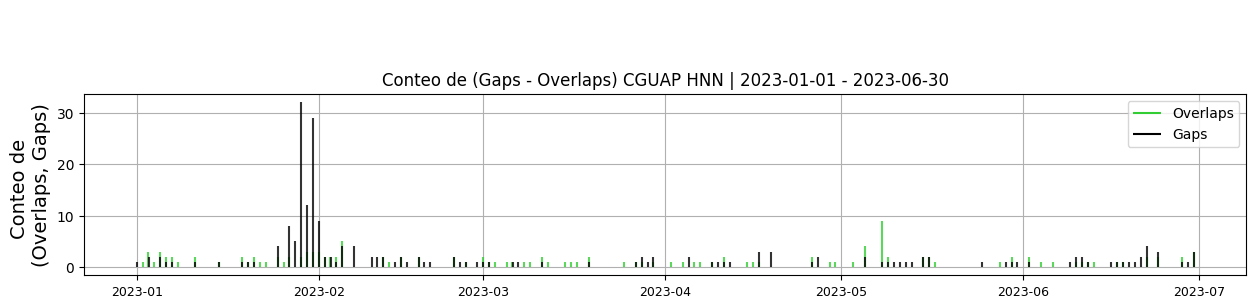 Conteo de (Gaps - Overlaps) CGUAP HNN | 2023-01-01 - 2023-06-30
Conteo de
(Overlaps, Gaps)
30
20
10
0
Overlaps
Gaps
2023-01
2023-02
2023-03
2023-04
2023-05
2023-06
2023-07